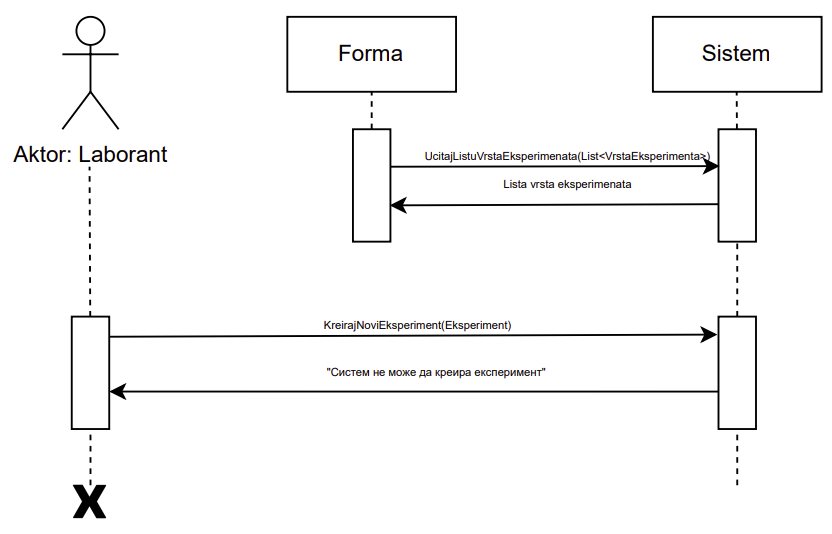 Forma
Sistem
Aktor: Laborant
UcitajListuVrstaEksperimenata(List<VrstaEksperimenta>)
Lista vrsta eksperimenata
KreirajNoviEksperiment(Eksperiment)
"Систем не може да креира експеримент"
X